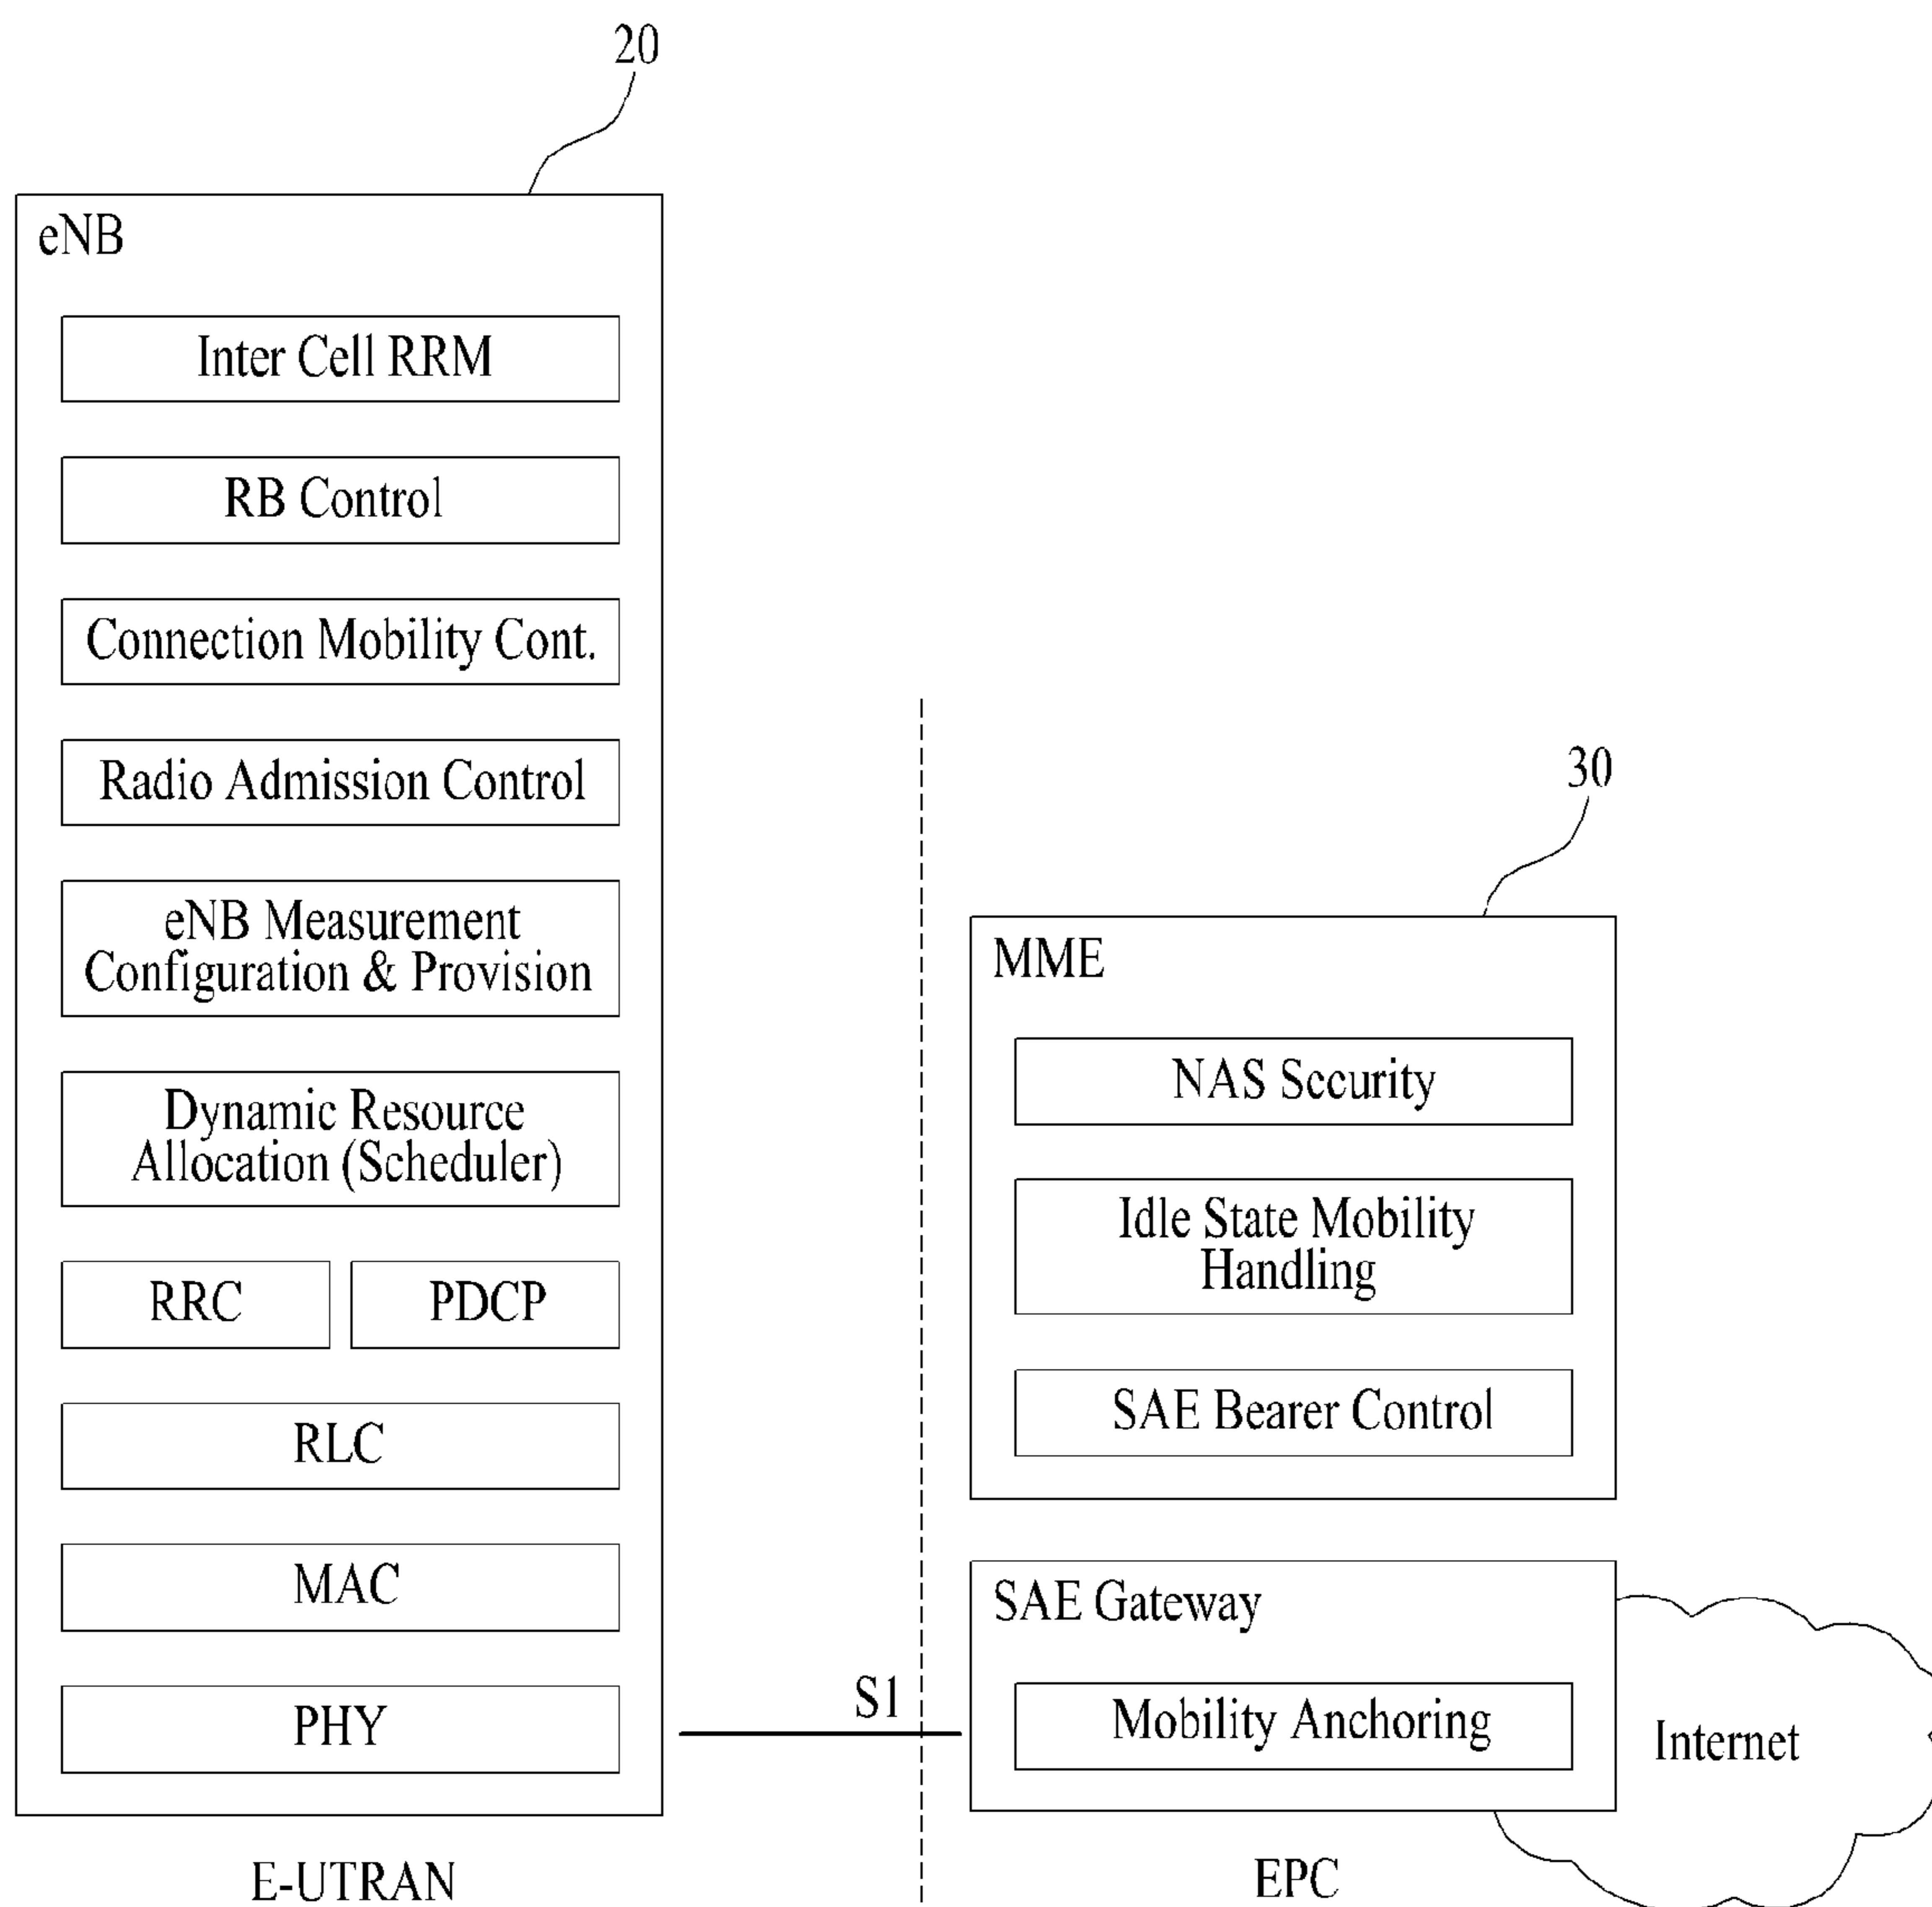 20
eNB
Inter Cell RRM
RB Control
Connection Mobility Cont.
Radio Admission Control
eNB Measurement
Configuration & Provision
Dynamic Resource
Allocation (Scheduler)
RRC
PDCP
RLC
MAC
PHY
E-UTRAN
S1
30
MME
NAS Sccurity
Idle State Mobility
Handling
SAE Bearer Control
SAE Gateway
Mobility Anchoring
Internet
EPC